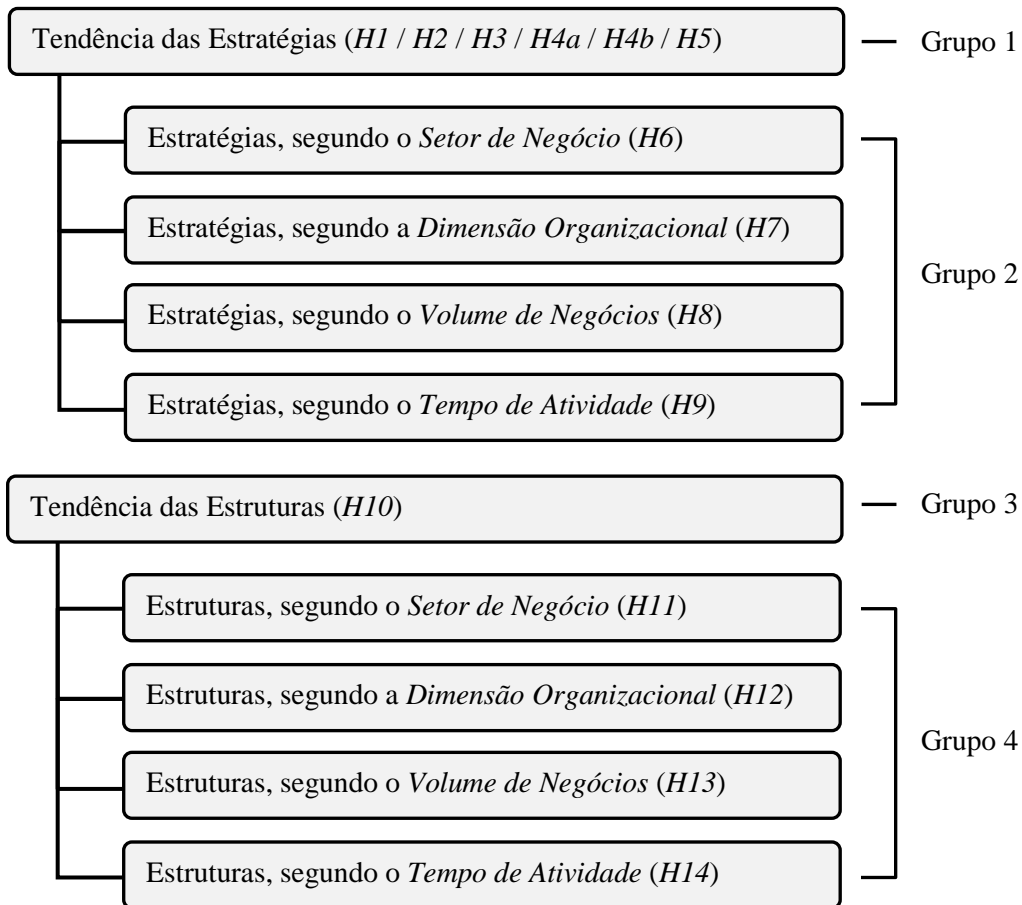 Tendência das Estratégias (H1 / H2 / H3 / H4a / H4b / H5)
Grupo 1
Estratégias, segundo o Setor de Negócio (H6)
Estratégias, segundo a Dimensão Organizacional (H7)
Grupo 2
Estratégias, segundo o Volume de Negócios (H8)
Estratégias, segundo o Tempo de Atividade (H9)
Tendência das Estruturas (H10)
Grupo 3
Estruturas, segundo o Setor de Negócio (H11)
Estruturas, segundo a Dimensão Organizacional (H12)
Grupo 4
Estruturas, segundo o Volume de Negócios (H13)
Estruturas, segundo o Tempo de Atividade (H14)